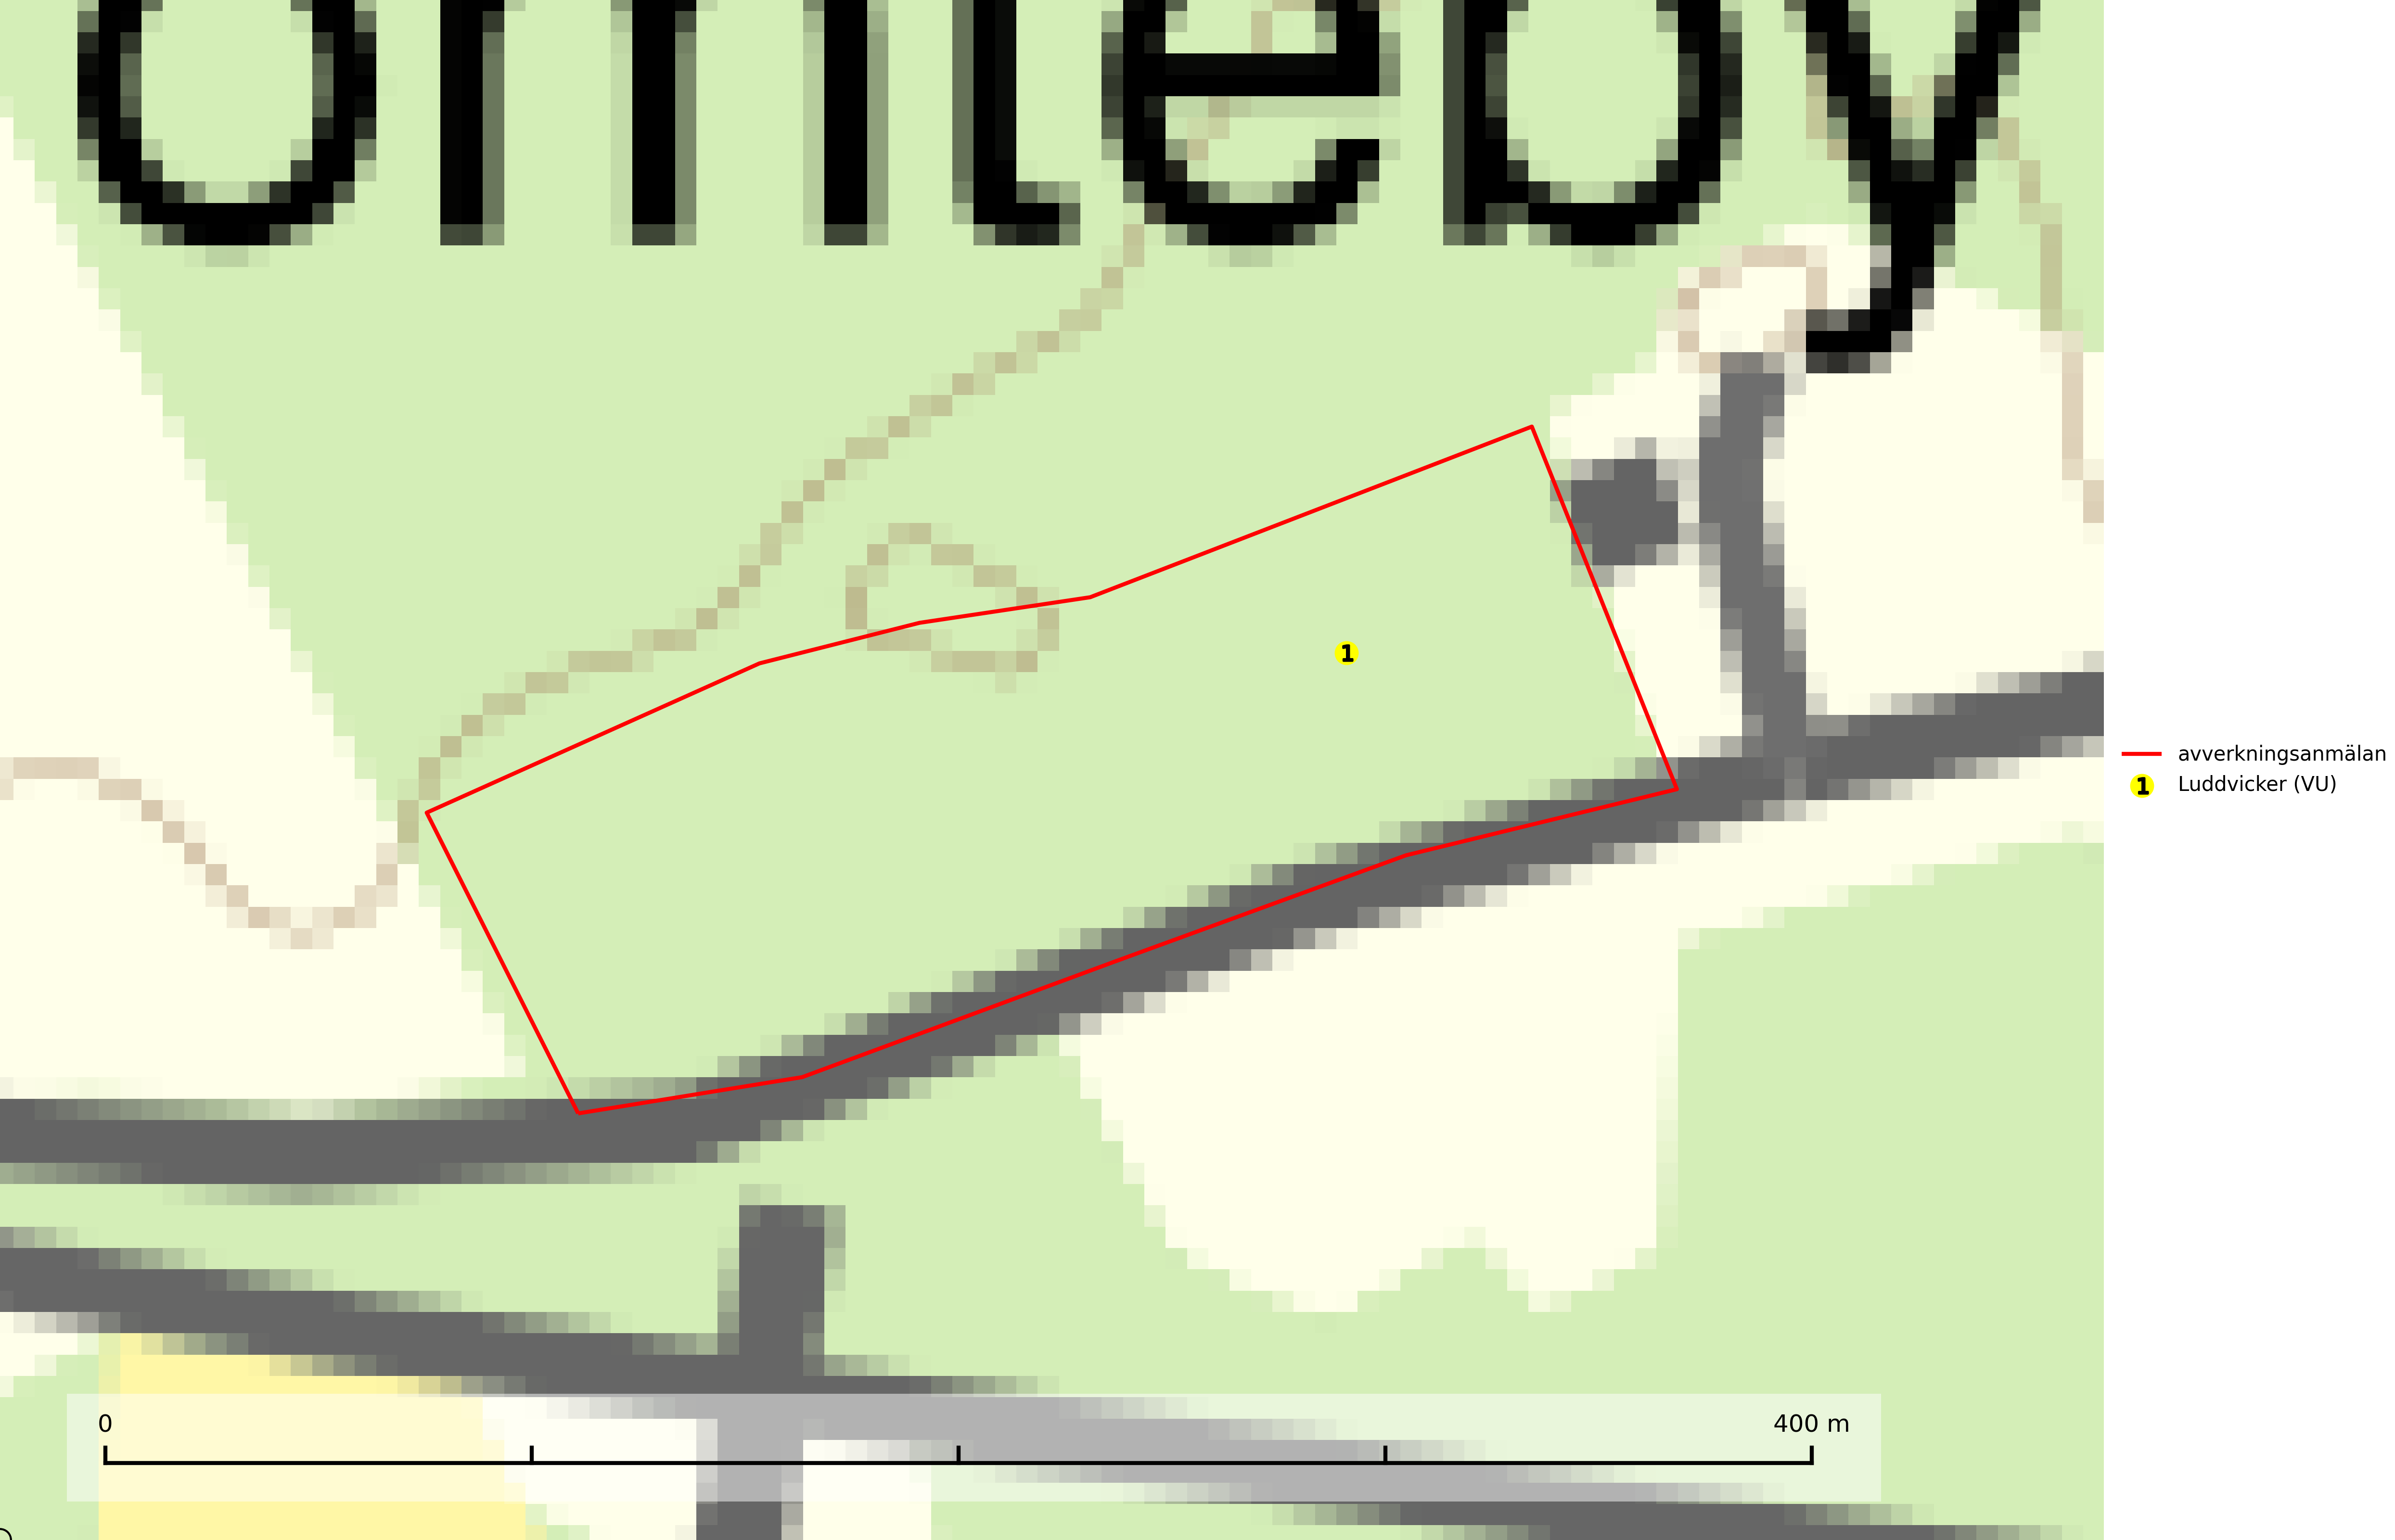 1
avverkningsanmälan
1 Luddvicker (VU)
0 400 m